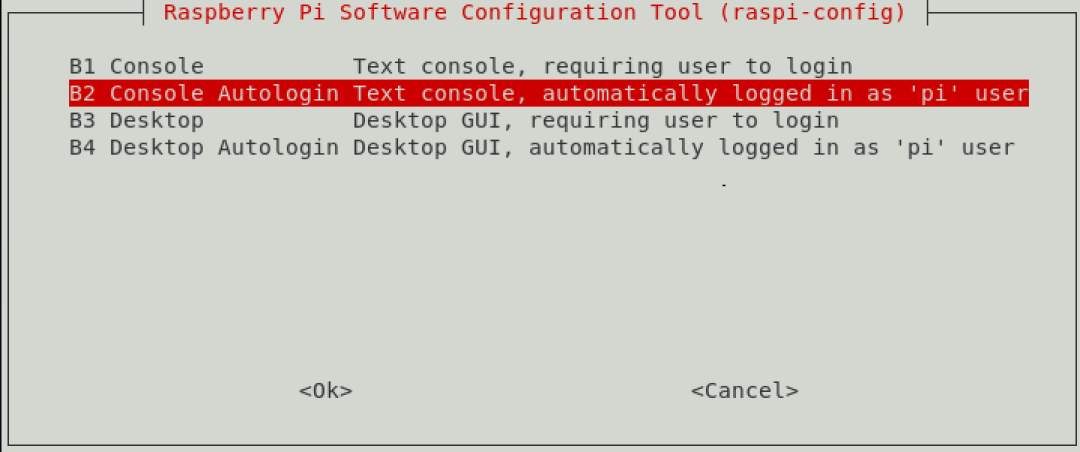 Raspberry Pi Software Configuration Tool (raspi-config)
B1 Console Text console, requiring user to login
B2 Console Autologin Text console, automatically logged in as 'pi' user
B3 Desktop Desktop GUI, requiring user to login
B4 Desktop Autologin Desktop GUI, automatically logged in as 'pi' user
<Ok> <Cancel>